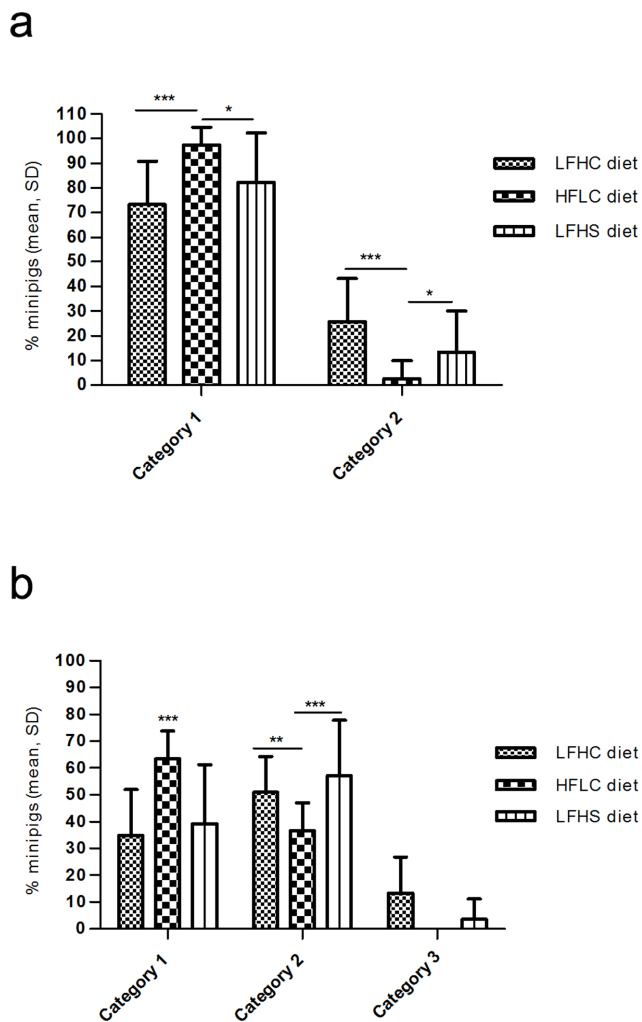 a
110
100
90
80
70
60
50
40
30
20
10
0
% minipigs (mean, SD)
*** *
*** *
Category 1 Category 2
LFHC diet
HFLC diet
LFHS diet
b
100
90
80
70
60
50
40
30
20
10
0
% minipigs (mean, SD)
*** ** ***
Category 1 Category 2 Category 3
LFHC diet
HFLC diet
LFHS diet